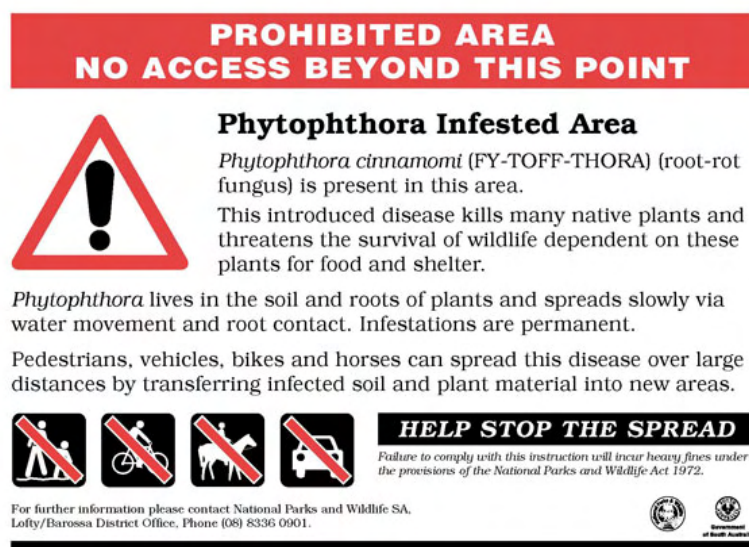 PROHIBITED AREA
NO ACCESS BEYOND THIS POINT
Phytophthora Infested Area
Phytophthora cinnamomi (FY-TOFF-THORA) (root-rot
fungus) is present in this area.
This introduced disease kills many native plants and
threatens the survival of wildlife dependent on these
plants for food and shelter.
Phytophthora lives in the soil and roots of plants and spreads slowly via
water movement and root contact. Infestations are permanent.
Pedestrians, vehicles, bikes and horses can spread this disease over large
distances by transferring infected soil and plant material into new areas.
HELP STOP THE SPREAD
Failure to comply with this instruction will incur heavy fines under
the provisions of the National Parks and Wildlife Act 1972.
For further information please contact National Parks and Wildlife SA,
Lofty/Barossa District Office, Phone (08) 8336 0901.
Government
of South Australia